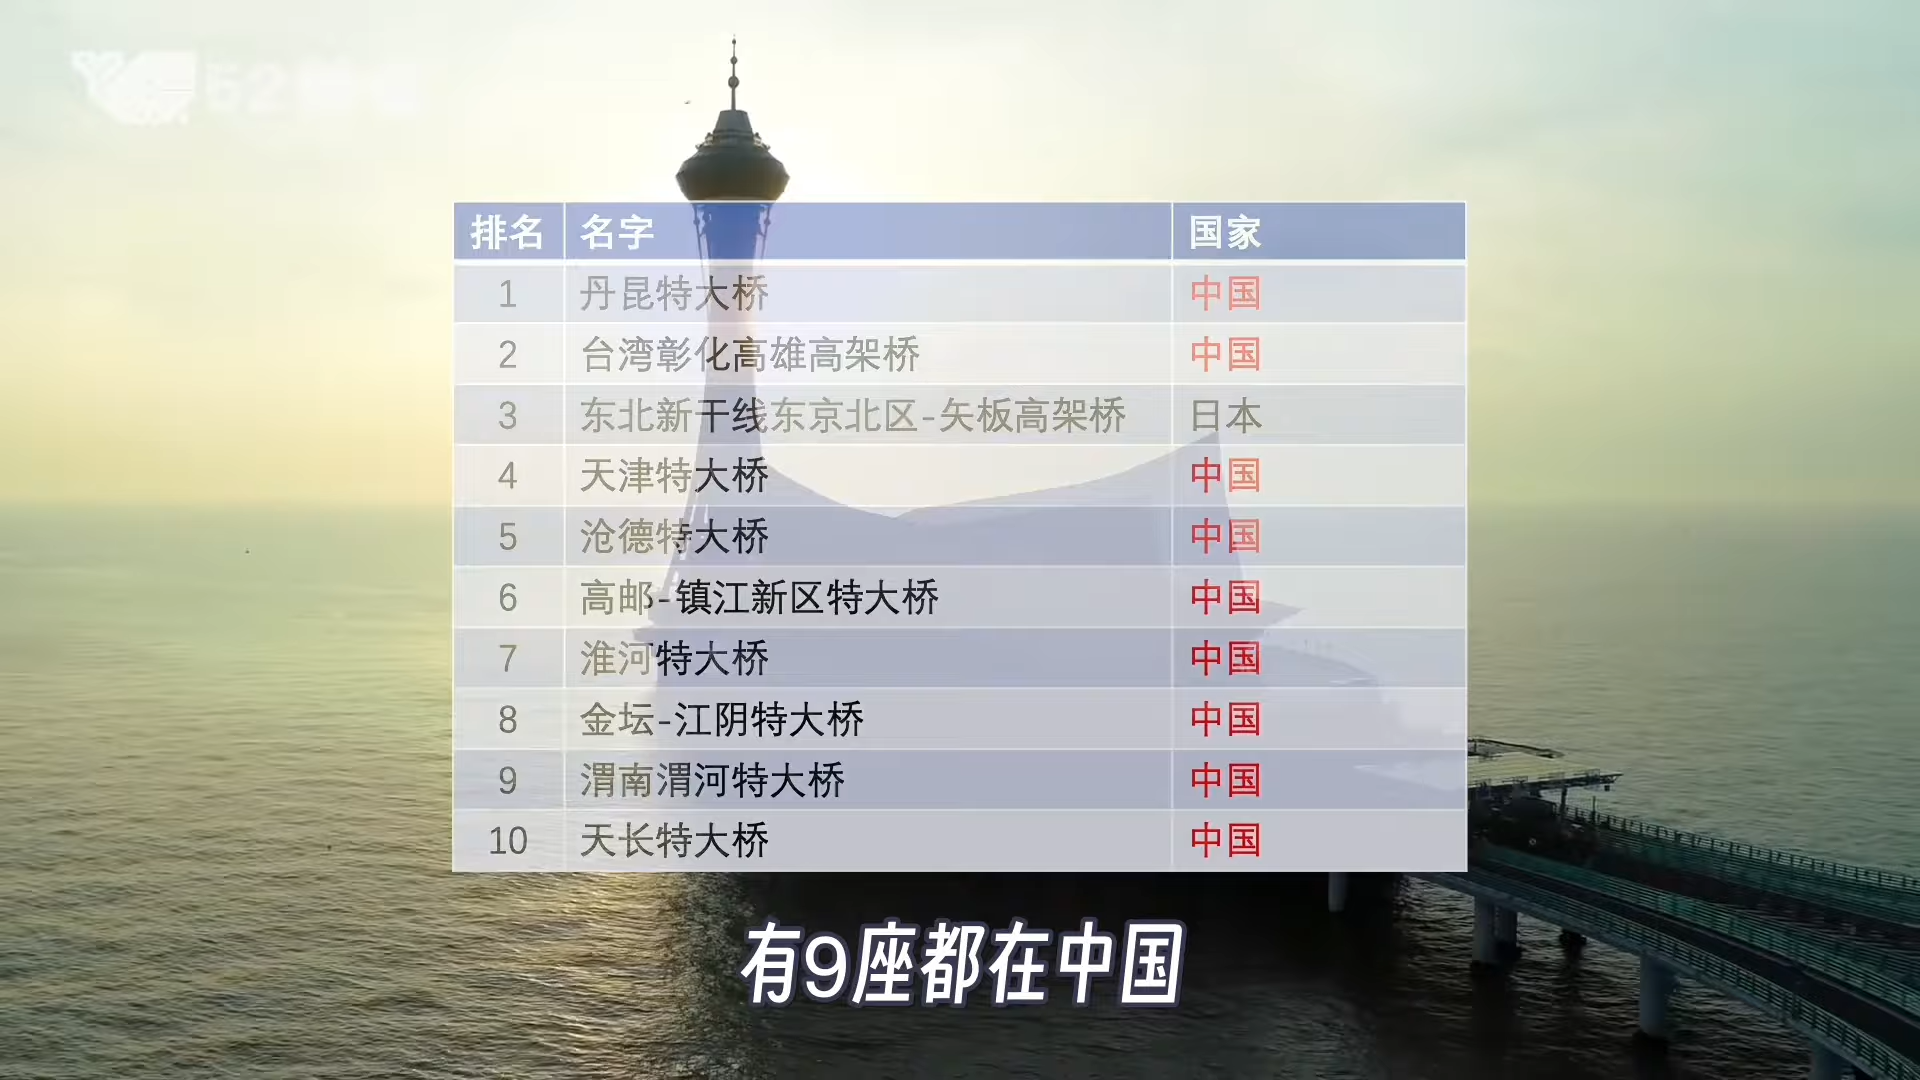 排名 名字 国家
1 丹昆特大桥 中国
2 台湾彰化高雄高架桥 中国
3 东北新干线东京北区-矢板高架桥 日本
4 天津特大桥 中国
5 沧德特大桥 中国
6 高邮-镇江新区特大桥 中国
7 淮河特大桥 中国
8 金坛-江阴特大桥 中国
9 渭南渭河特大桥 中国
10 天长特大桥 中国
有9座都在中国